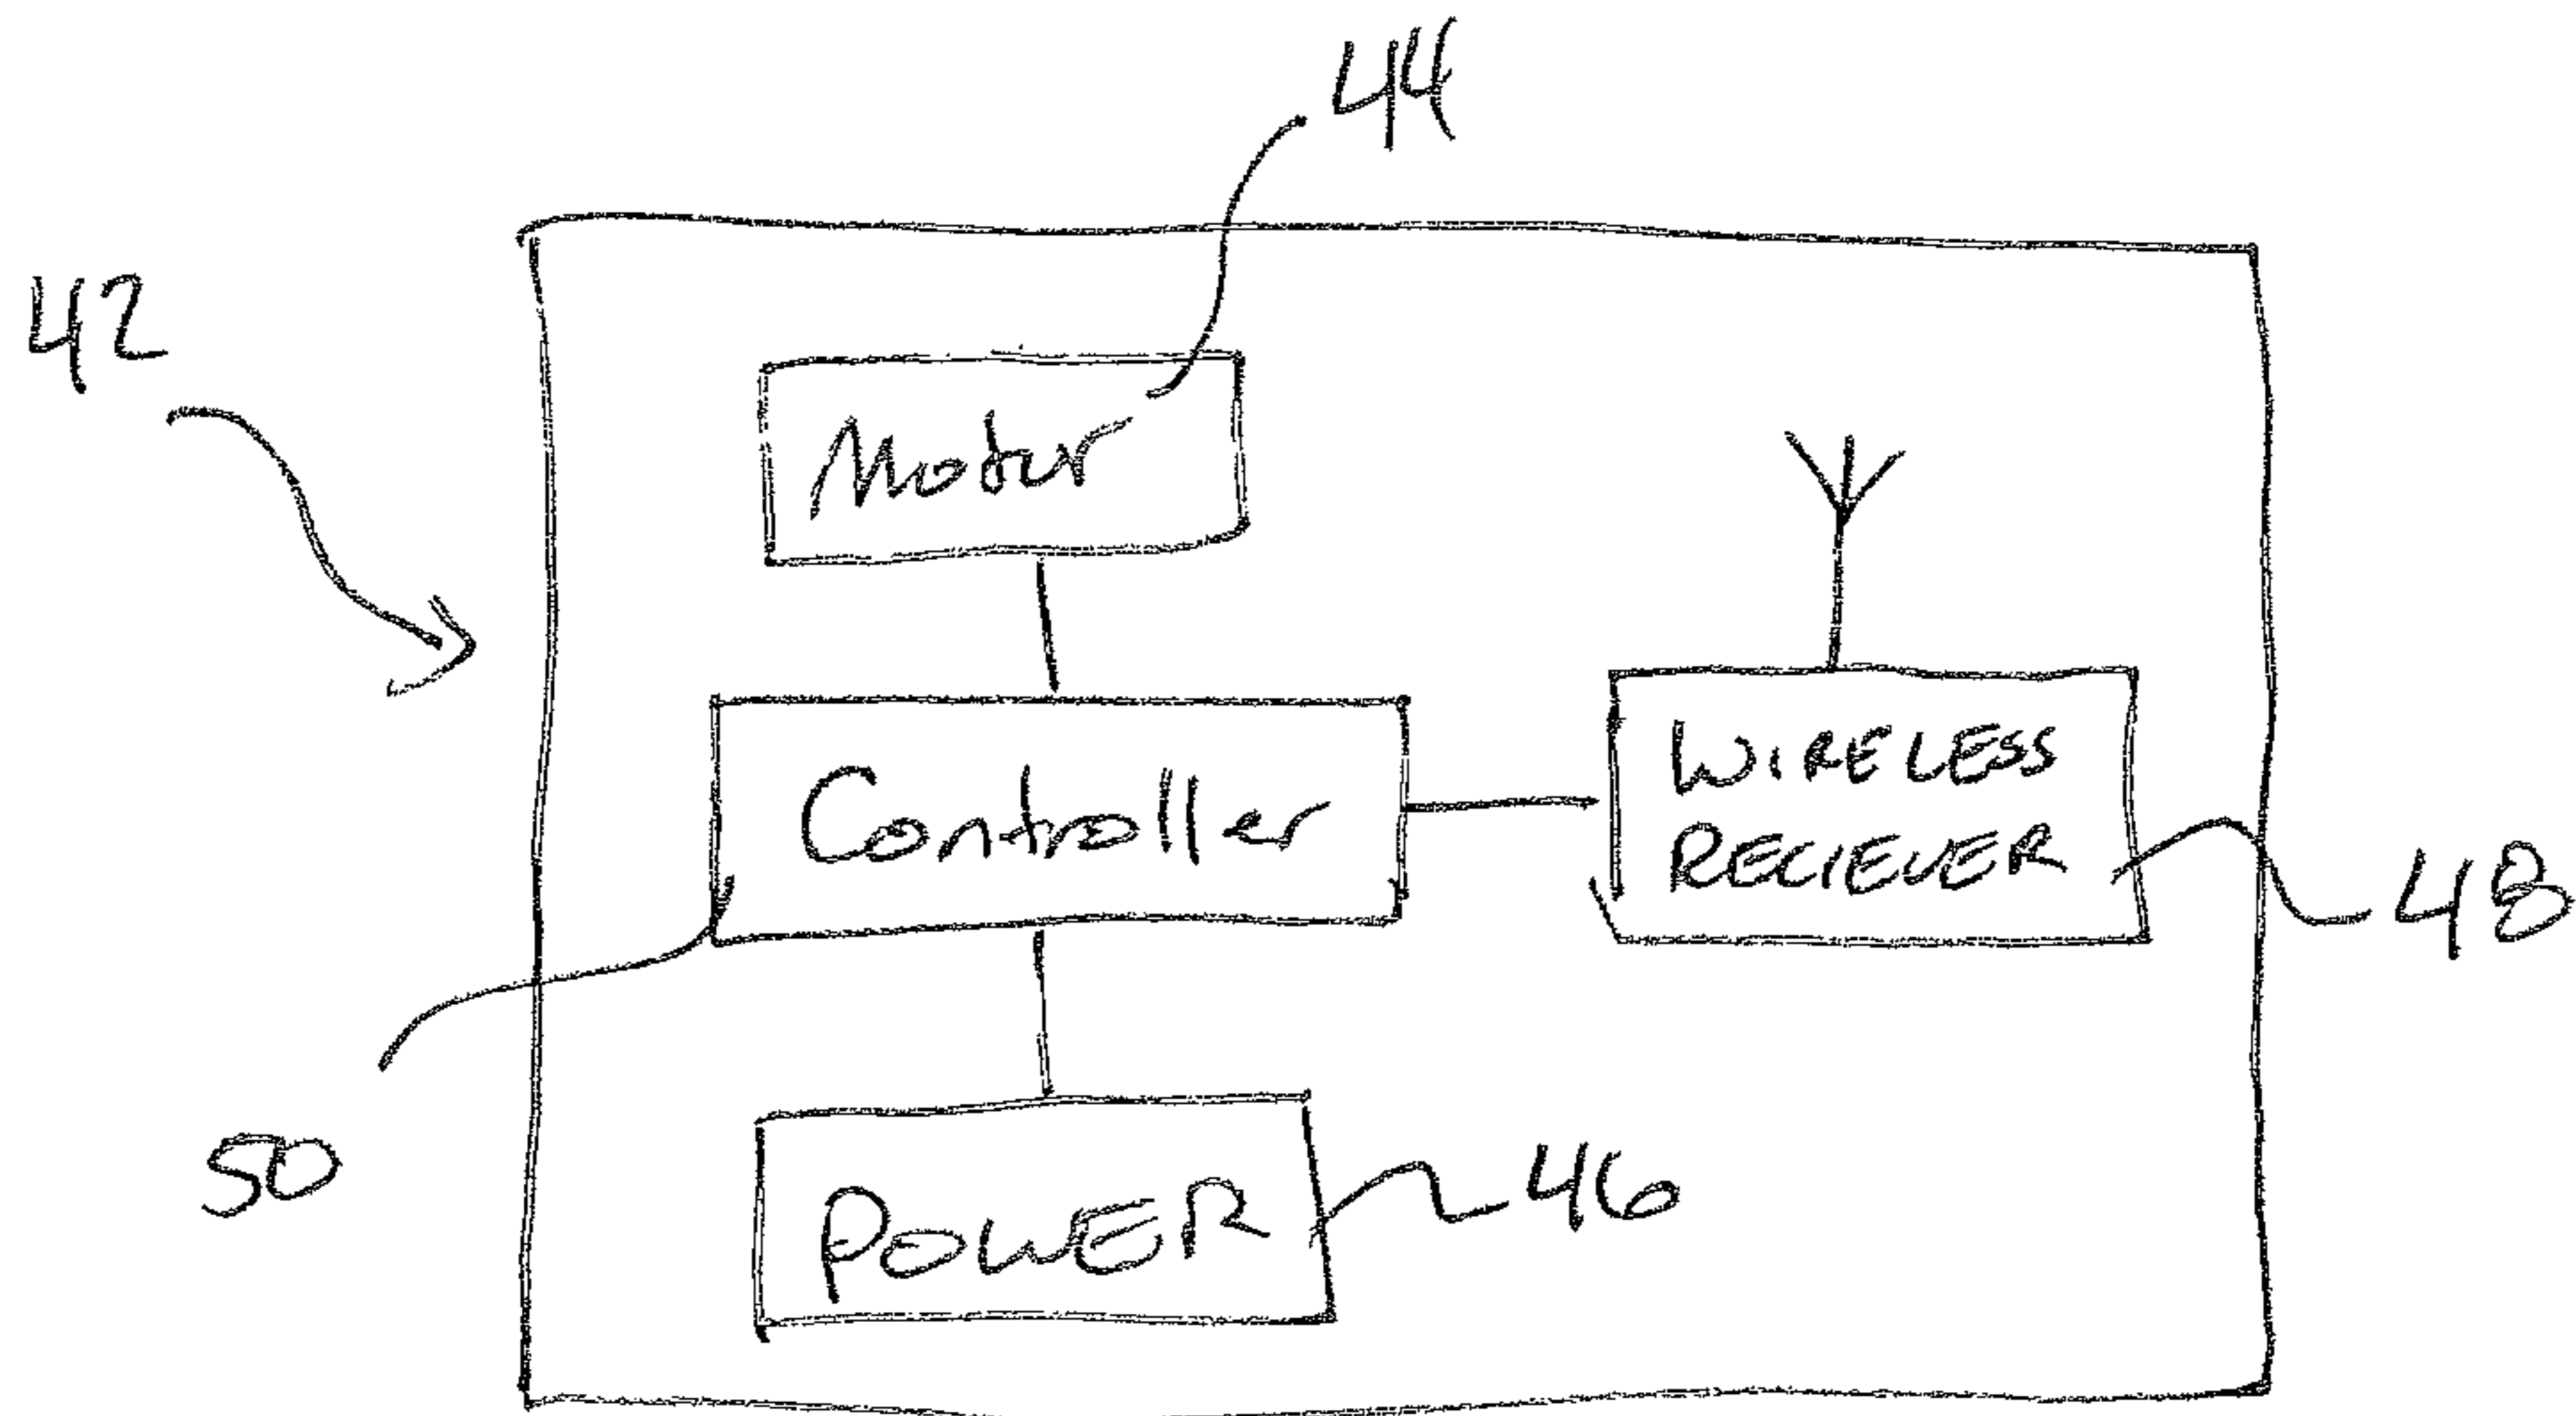 44
42
Motor
WIRELESS
RECIEVER
Controller
48
50
46
POWER